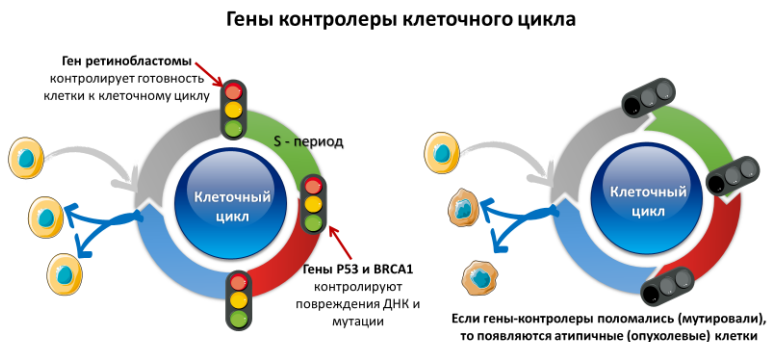 Гены контролеры клеточного цикла
Ген ретинобластомы
контролирует готовность
клетки к клеточному циклу
S - период
Клеточный
цикл
Гены P53 и BRCA1
контролируют
повреждения ДНК и
мутации
Клеточный
цикл
Если гены-контролеры поломались (мутировали),
то появляются атипичные (опухолевые) клетки